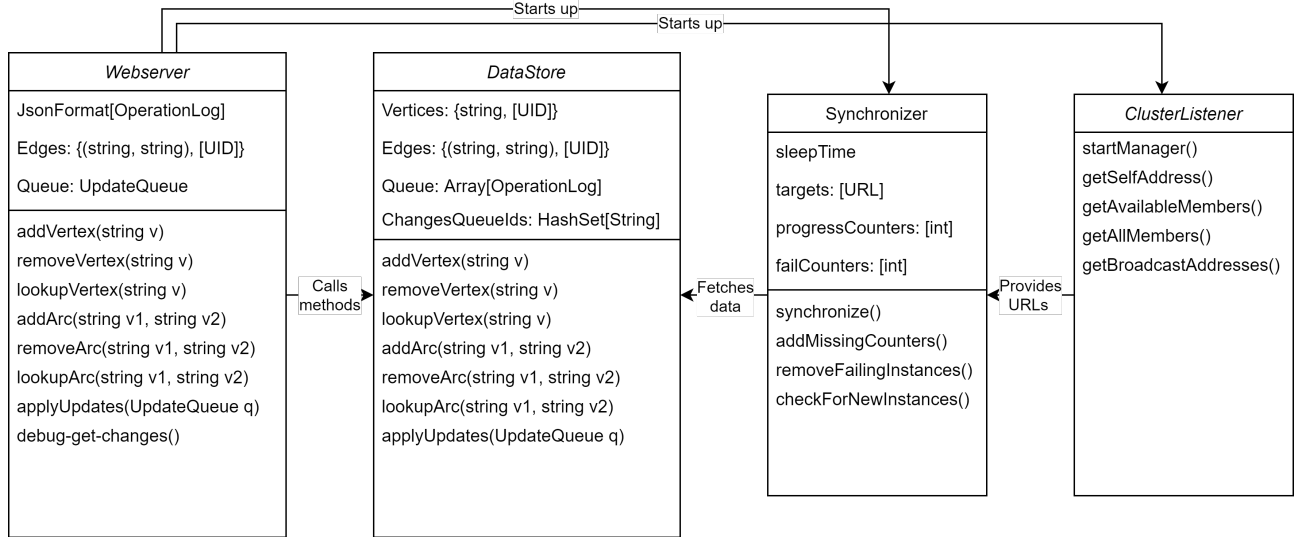 Starts up
Starts up
Webserver
JsonFormat[OperationLog]
Edges: {(string, string), [UID]}
Queue: UpdateQueue
addVertex(string v)
removeVertex(string v)
lookupVertex(string v)
addArc(string v1, string v2)
removeArc(string v1, string v2)
lookupArc(string v1, string v2)
applyUpdates(UpdateQueue q)
debug-get-changes()
Calls
methods
DataStore
Vertices: {string, [UID]}
Edges: {(string, string), [UID]}
Queue: Array[OperationLog]
ChangesQueueIds: HashSet[String]
addVertex(string v)
removeVertex(string v)
lookupVertex(string v)
addArc(string v1, string v2)
removeArc(string v1, string v2)
lookupArc(string v1, string v2)
applyUpdates(UpdateQueue q)
Fetches
data
Synchronizer
sleepTime
targets: [URL]
progressCounters: [int]
failCounters: [int]
synchronize()
addMissingCounters()
removeFailingInstances()
checkForNewInstances()
Provides
URLs
ClusterListener
startManager()
getSelfAddress()
getAvailableMembers()
getAllMembers()
getBroadcastAddresses()